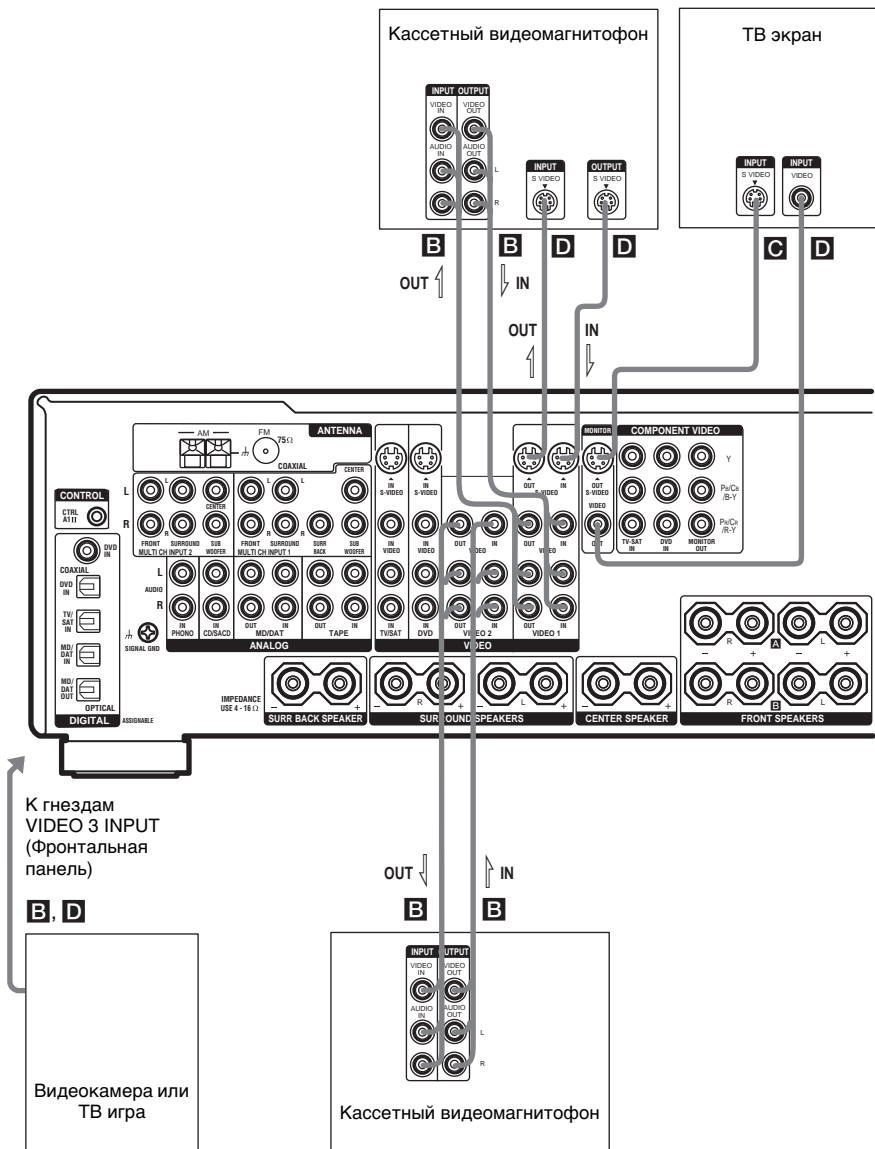 Кассетный видеомагнитофон
ТВ экран
INPUT OUTPUT
VIDEO IN
VIDEO OUT
AUDIO IN
AUDIO OUT
L
R
INPUT
S VIDEO
OUTPUT
S VIDEO
INPUT
S VIDEO
INPUT
VIDEO
B
B
D
D
C
D
OUT
IN
OUT
IN
AM
FM
75Ω
COAXIAL
ANTENNA
MONITOR
COMPONENT VIDEO
CONTROL
CTRL
A1II
L
R
L
L
CENTER
R
R
CENTER
FRONT
SURROUND
SUB WOOFER
MULTI CH INPUT 2
FRONT
SURROUND
SURR BACK
SUB WOOFER
MULTI CH INPUT 1
IN
S-VIDEO
IN
S-VIDEO
OUT
IN
S-VIDEO
OUT
S-VIDEO
Y
PB/CB
/B-Y
PR/CR
/R-Y
IN
VIDEO
IN
VIDEO
OUT
IN
VIDEO
OUT
IN
VIDEO
VIDEO
OUT
TV-SAT
IN
DVD
IN
MONITOR
OUT
DVD
IN
COAXIAL
DVD
IN
TV/
SAT
IN
MD/
DAT
IN
MD/
DAT
OUT
OPTICAL
DIGITAL
ASSIGNABLE
SIGNAL GND
L
AUDIO
R
IN
PHONO
IN
CD/SACD
OUT
IN
MD/DAT
OUT
IN
TAPE
ANALOG
IN
TV/SAT
IN
DVD
OUT
IN
VIDEO 2
OUT
IN
VIDEO 1
VIDEO
IMPEDANCE
USE 4 - 16 Ω
–
+
SURR BACK SPEAKER
–
R
+
–
L
+
SURROUND SPEAKERS
–
+
CENTER SPEAKER
–
R
+
A
–
L
+
–
R
+
B
–
L
+
FRONT SPEAKERS
К гнездам
VIDEO 3 INPUT
(Фронтальная
панель)
B, D
OUT
IN
B
B
INPUT OUTPUT
VIDEO IN
VIDEO OUT
AUDIO IN
AUDIO OUT
L
R
Видеокамера или
ТВ игра
Кассетный видеомагнитофон